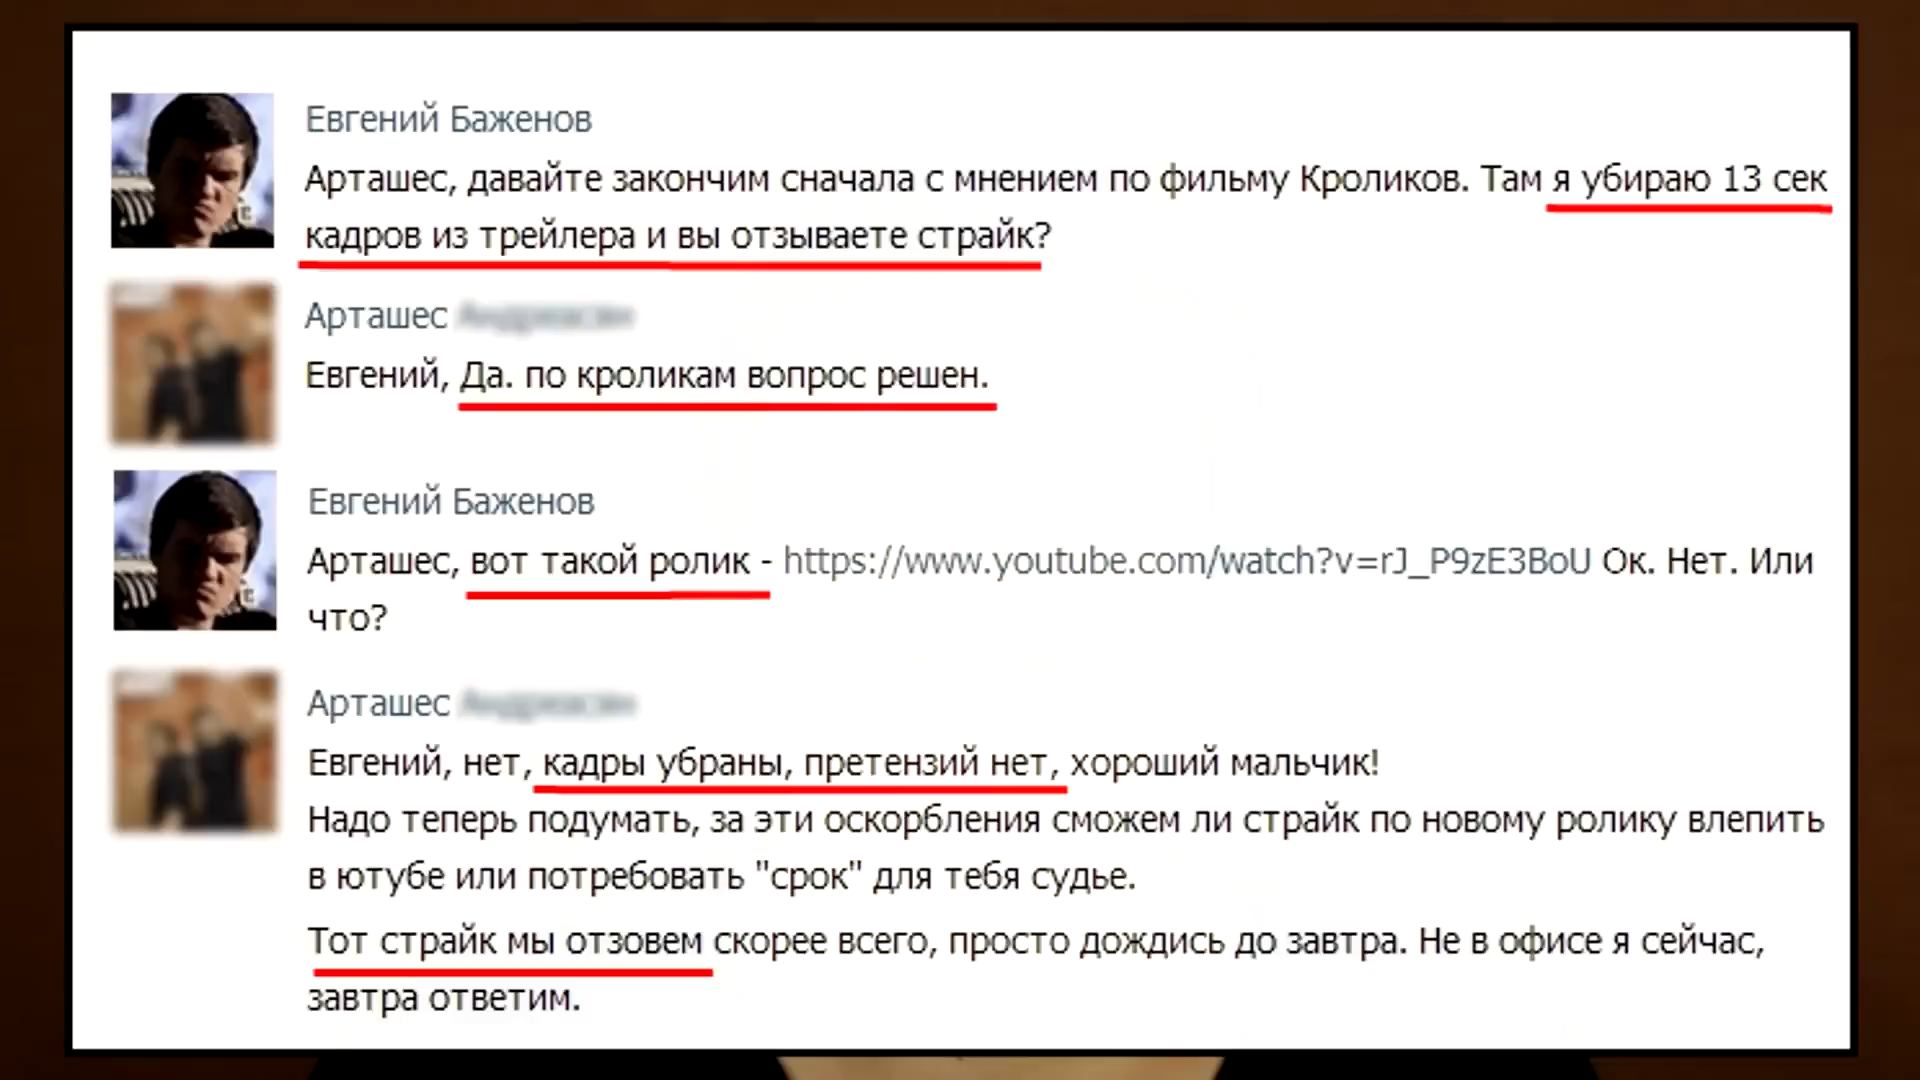 Евгений Баженов
Арташес, давайте закончим сначала с мнением по фильму Кроликов. Там я убираю 13 сек
кадров из трейлера и вы отзываете страйк?
Арташес
Евгений, Да. по кроликам вопрос решен.
Евгений Баженов
Арташес, вот такой ролик - https://www.youtube.com/watch?v=rJ_P9zE3BoU Ок. Нет. Или
что?
Арташес
Евгений, нет, кадры убраны, претензий нет, хороший мальчик!
Надо теперь подумать, за эти оскорбления сможем ли страйк по новому ролику влепить
в ютубе или потребовать "срок" для тебя судье.
Тот страйк мы отзовем скорее всего, просто дождись до завтра. Не в офисе я сейчас,
завтра ответим.